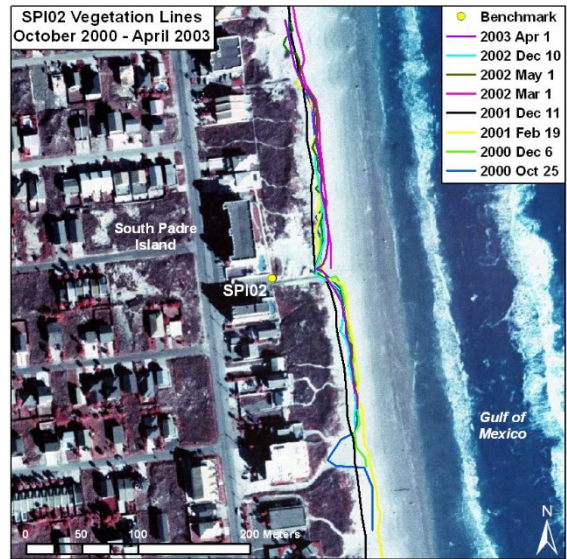 SPI02 Vegetation Lines
October 2000 - April 2003
Benchmark
2003 Apr 1
2002 Dec 10
2002 May 1
2002 Mar 1
2001 Dec 11
2001 Feb 19
2000 Dec 6
2000 Oct 25
South Padre
Island
SPI02
Gulf of
Mexico
0 50 100 200 Meters
N